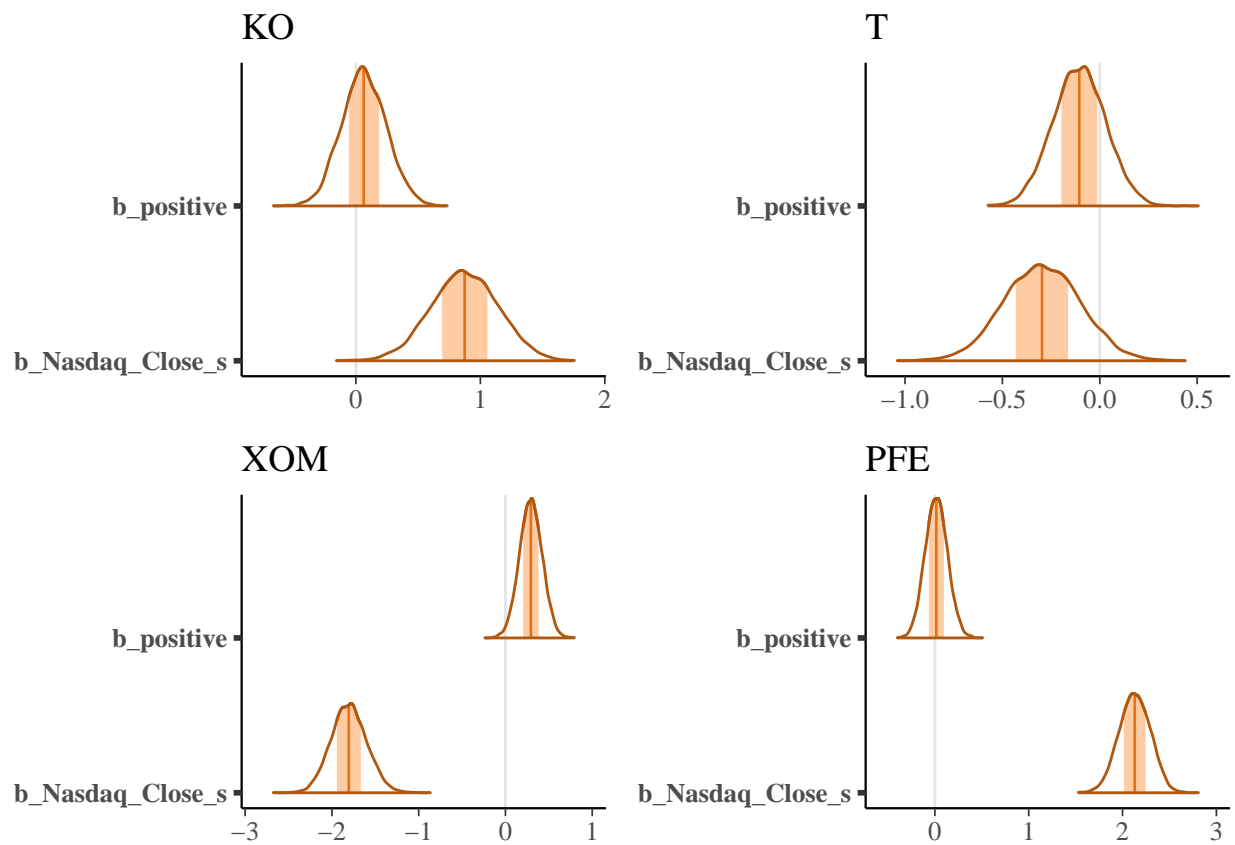 KO
b_positive
b_Nasdaq_Close_s
0 1 2
T
b_positive
b_Nasdaq_Close_s
−1.0 −0.5 0.0 0.5
XOM
b_positive
b_Nasdaq_Close_s
−3 −2 −1 0 1
PFE
b_positive
b_Nasdaq_Close_s
0 1 2 3